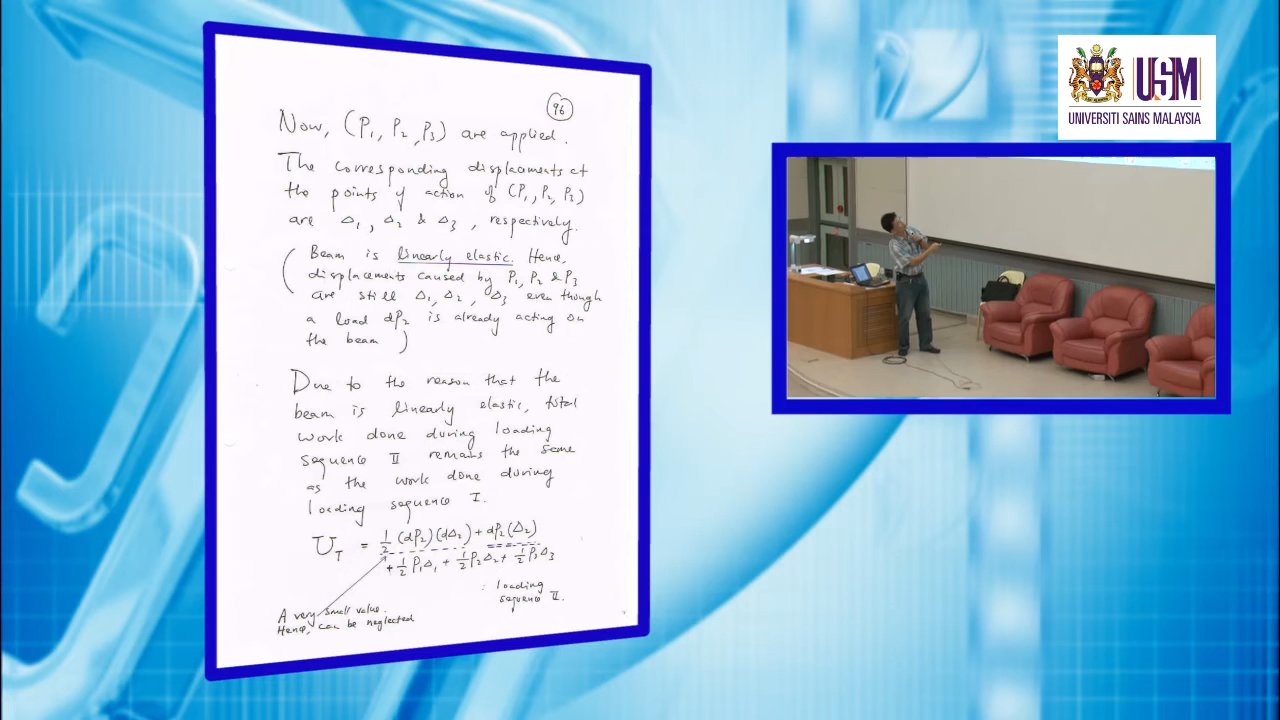 96
Now, (P₁, P₂, P₃) are applied.
The corresponding displacements at
the points of action of (P₁, P₂, P₃)
are Δ₁, Δ₂ & Δ₃, respectively.
( Beam is linearly elastic. Hence,
displacements caused by P₁, P₂ & P₃
are still Δ₁, Δ₂, Δ₃ even though
a load dP₂ is already acting on
the beam )
Due to the reason that the
beam is linearly elastic, total
work done during loading
sequence II remains the same
as the work done during
loading sequence I.
U_T = ½ (dP₂)(dΔ₂) + dP₂(Δ₂)
+ ½ P₁Δ₁ + ½ P₂Δ₂ + ½ P₃Δ₃
: loading
sequence II.
A very small value.
Hence, can be neglected
USM
UNIVERSITI SAINS MALAYSIA